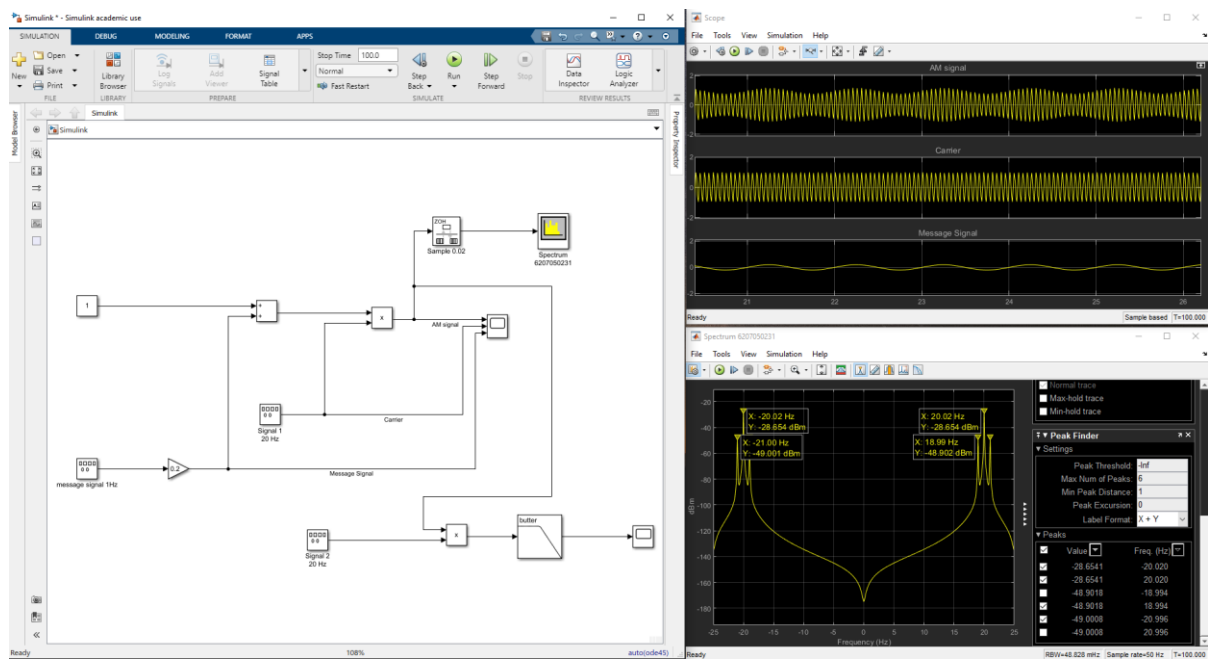 Simulink * - Simulink academic use
SIMULATION DEBUG MODELING FORMAT APPS
New
Open
Save
Print
FILE
Library Browser
LIBRARY
Log Signals
Add Viewer
Signal Table
PREPARE
Stop Time 100.0
Normal
Fast Restart
Step Back
Run
Step Forward
Stop
SIMULATE
Data Inspector
Logic Analyzer
REVIEW RESULTS
Simulink
Model Browser
Simulink
Property Inspector
ZOH
Sample 0.02
Spectrum
6207050231
1
+
+
x
AM signal
Signal 1
20 Hz
Carrier
message signal 1Hz
0.2
Message Signal
Signal 2
20 Hz
x
butter
Ready 108% auto(ode45)
Scope
File Tools View Simulation Help
AM signal
2
0
-2
Carrier
2
0
-2
Message Signal
2
0
-2
21 22 23 24 25 26
Ready Sample based T=100.000
Spectrum 6207050231
File Tools View Simulation Help
-20
-40
-60
-80
-100
-120
-140
-160
-180
dBm
X: -20.02 Hz
Y: -28.654 dBm
X: -21.00 Hz
Y: -49.001 dBm
X: 20.02 Hz
Y: -28.654 dBm
X: 18.99 Hz
Y: -48.902 dBm
-25 -20 -15 -10 -5 0 5 10 15 20 25
Frequency (Hz)
Normal trace
Max-hold trace
Min-hold trace
Peak Finder
Settings
Peak Threshold: -Inf
Max Num of Peaks: 6
Min Peak Distance: 1
Peak Excursion: 0
Label Format: X + Y
Peaks
Value Freq. (Hz)
-28.6541 -20.020
-28.6541 20.020
-48.9018 -18.994
-48.9018 18.994
-49.0008 -20.996
-49.0008 20.996
Ready RBW=48.828 mHz Sample rate=50 Hz T=100.000